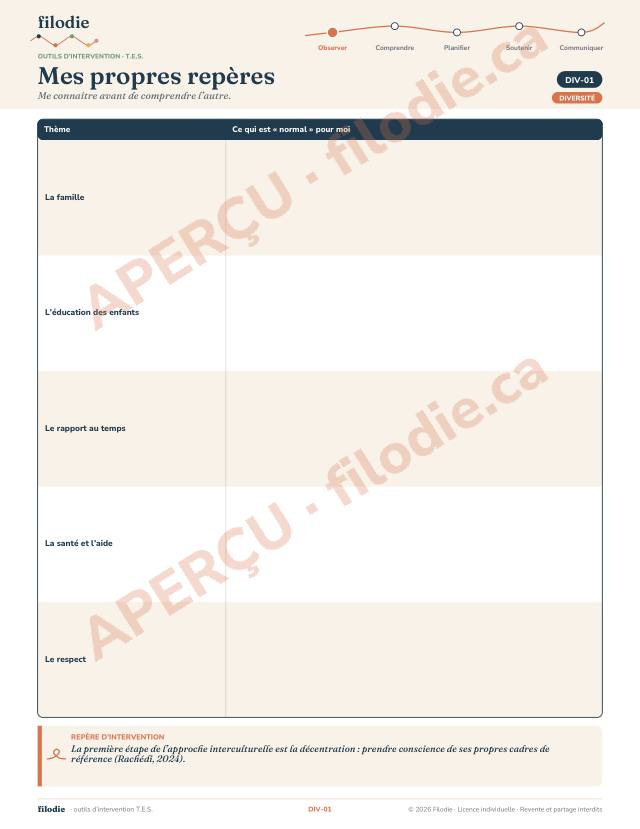 filodie
OUTILS D'INTERVENTION · T.E.S.
Observer Comprendre Planifier Soutenir Communiquer
Mes propres repères
Me connaître avant de comprendre l'autre.
DIV-01
DIVERSITÉ
Thème Ce qui est « normal » pour moi
La famille
L'éducation des enfants
Le rapport au temps
La santé et l'aide
Le respect
APERÇU · filodie.ca
APERÇU · filodie.ca
REPÈRE D'INTERVENTION
La première étape de l'approche interculturelle est la décentration : prendre conscience de ses propres cadres de
référence (Rachédi, 2024).
filodie · outils d'intervention T.E.S. DIV-01 © 2026 Filodie · Licence individuelle · Revente et partage interdits